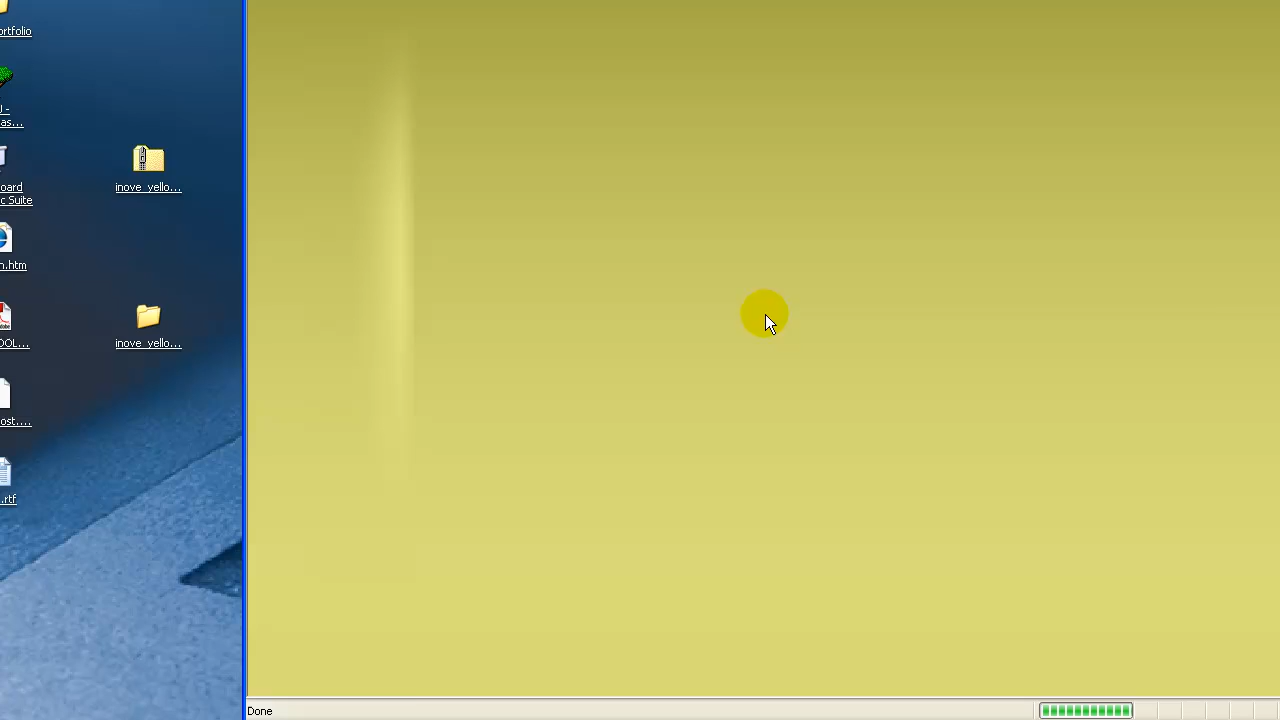 ortfolio
J -
as...
inove_yello...
oard
c Suite
n.htm
inove_yello...
OOL...
ost....
.rtf
Done